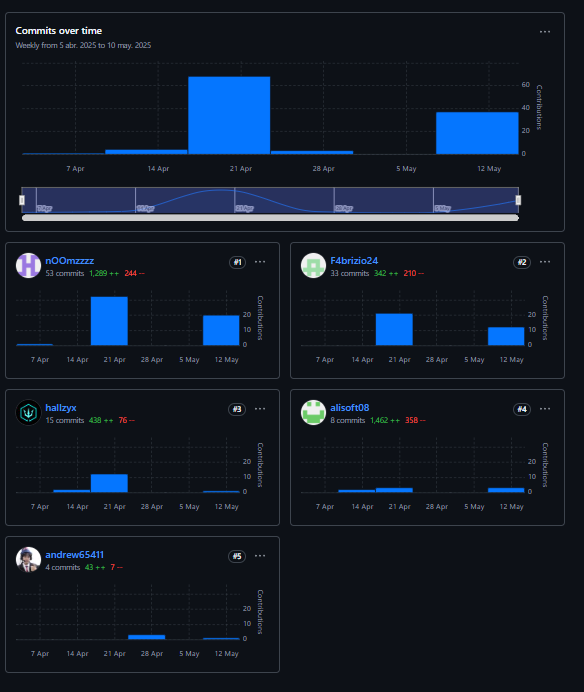 Commits over time
Weekly from 5 abr. 2025 to 10 may. 2025
60
40
20
0
Contributions
7 Apr 14 Apr 21 Apr 28 Apr 5 May 12 May
nOOmzzzz #1
53 commits 1,289 ++ 244 --
20
10
0
Contributions
7 Apr 14 Apr 21 Apr 28 Apr 5 May 12 May
F4brizio24 #2
33 commits 342 ++ 210 --
20
10
0
Contributions
7 Apr 14 Apr 21 Apr 28 Apr 5 May 12 May
hallzyx #3
15 commits 438 ++ 76 --
20
10
0
Contributions
7 Apr 14 Apr 21 Apr 28 Apr 5 May 12 May
alisoft08 #4
8 commits 1,462 ++ 358 --
20
10
0
Contributions
7 Apr 14 Apr 21 Apr 28 Apr 5 May 12 May
andrew65411 #5
4 commits 43 ++ 7 --
20
10
0
Contributions
7 Apr 14 Apr 21 Apr 28 Apr 5 May 12 May